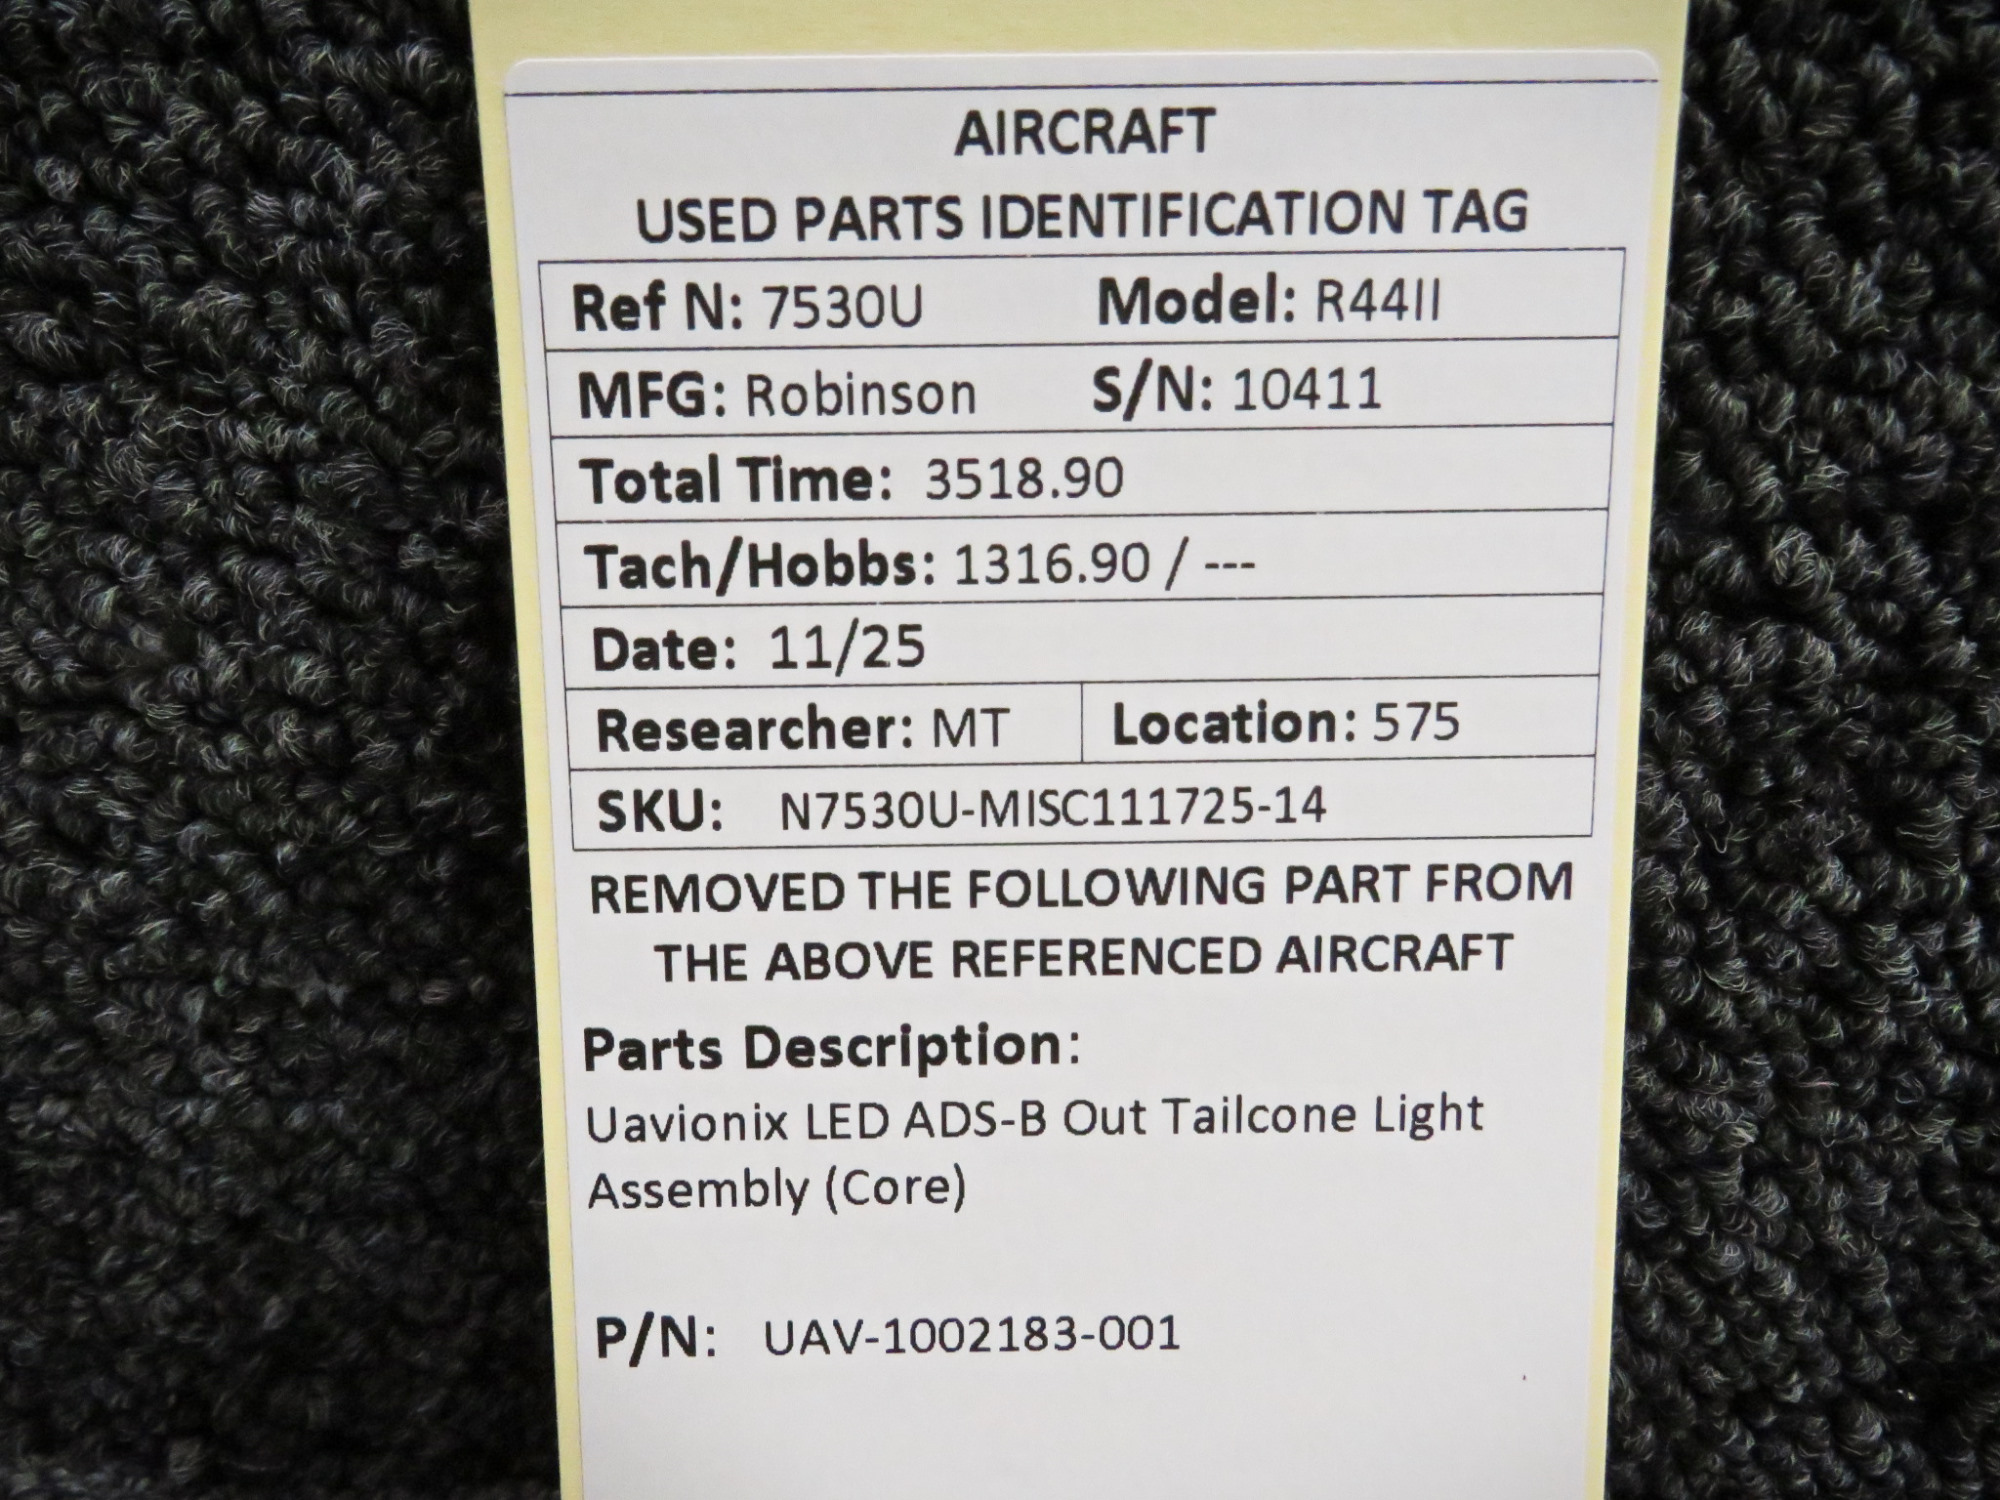 AIRCRAFT
USED PARTS IDENTIFICATION TAG
Ref N: 7530U Model: R44II
MFG: Robinson S/N: 10411
Total Time: 3518.90
Tach/Hobbs: 1316.90 / ---
Date: 11/25
Researcher: MT Location: 575
SKU: N7530U-MISC111725-14
REMOVED THE FOLLOWING PART FROM
THE ABOVE REFERENCED AIRCRAFT
Parts Description:
Uavionix LED ADS-B Out Tailcone Light
Assembly (Core)
P/N: UAV-1002183-001